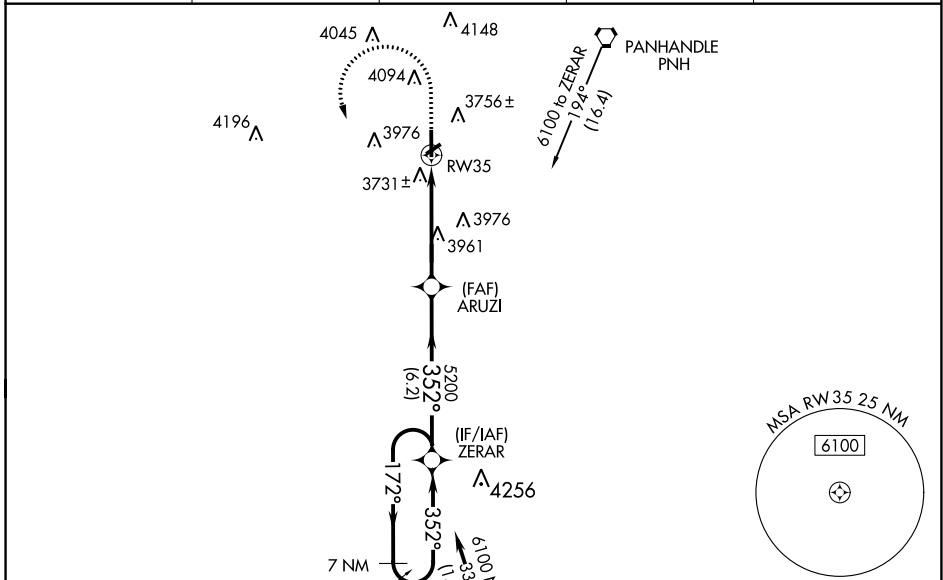 4148
4045
PANHANDLE
PNH
4094
6100 to ZERAR
194°
(16.4)
3756±
4196
3976
RW35
3731±
3976
3961
(FAF)
ARUZI
5200
352°
(6.2)
MSA RW35 25 NM
6100
(IF/IAF)
ZERAR
4256
172°
352°
6100
7 NM